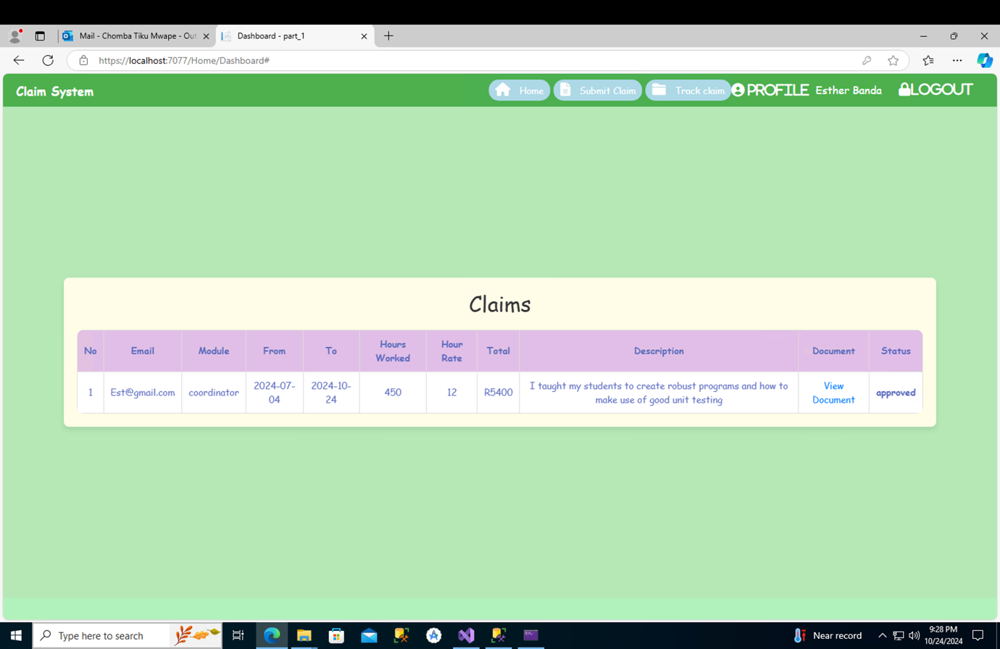 Mail - Chomba Tiku Mwape - Out
Dashboard - part_1
https://localhost:7077/Home/Dashboard#
Claim System
Home
Submit Claim
Track claim
PROFILE
Esther Banda
LOGOUT
Claims
No
Email
Module
From
To
Hours
Worked
Hour
Rate
Total
Description
Document
Status
1
Est@gmail.com
coordinator
2024-07-
04
2024-10-
24
450
12
R5400
I taught my students to create robust programs and how to
make use of good unit testing
View
Document
approved
Type here to search
Near record
9:28 PM
10/24/2024